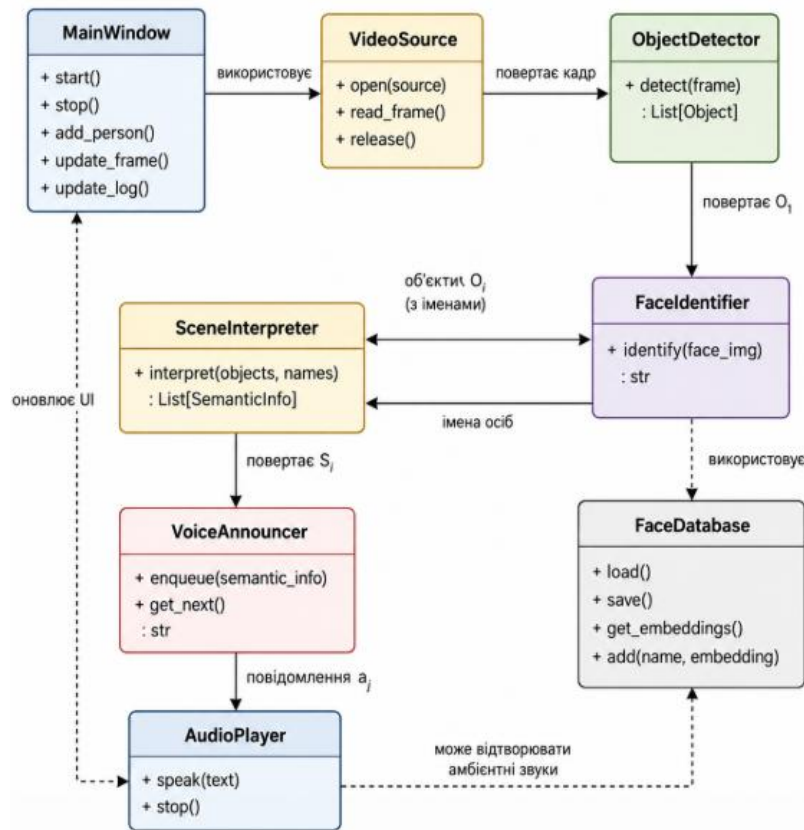 MainWindow
+ start()
+ stop()
+ add_person()
+ update_frame()
+ update_log()
використовує
VideoSource
+ open(source)
+ read_frame()
+ release()
повертає кадр
ObjectDetector
+ detect(frame)
: List[Object]
повертає O₁
об'єкти O_i
(з іменами)
FaceIdentifier
+ identify(face_img)
: str
SceneInterpreter
+ interpret(objects, names)
: List[SemanticInfo]
імена осіб
оновлює UI
повертає S_i
використовує
VoiceAnnouncer
+ enqueue(semantic_info)
+ get_next()
: str
FaceDatabase
+ load()
+ save()
+ get_embeddings()
+ add(name, embedding)
повідомлення a_j
AudioPlayer
+ speak(text)
+ stop()
може відтворювати
амбієнтні звуки